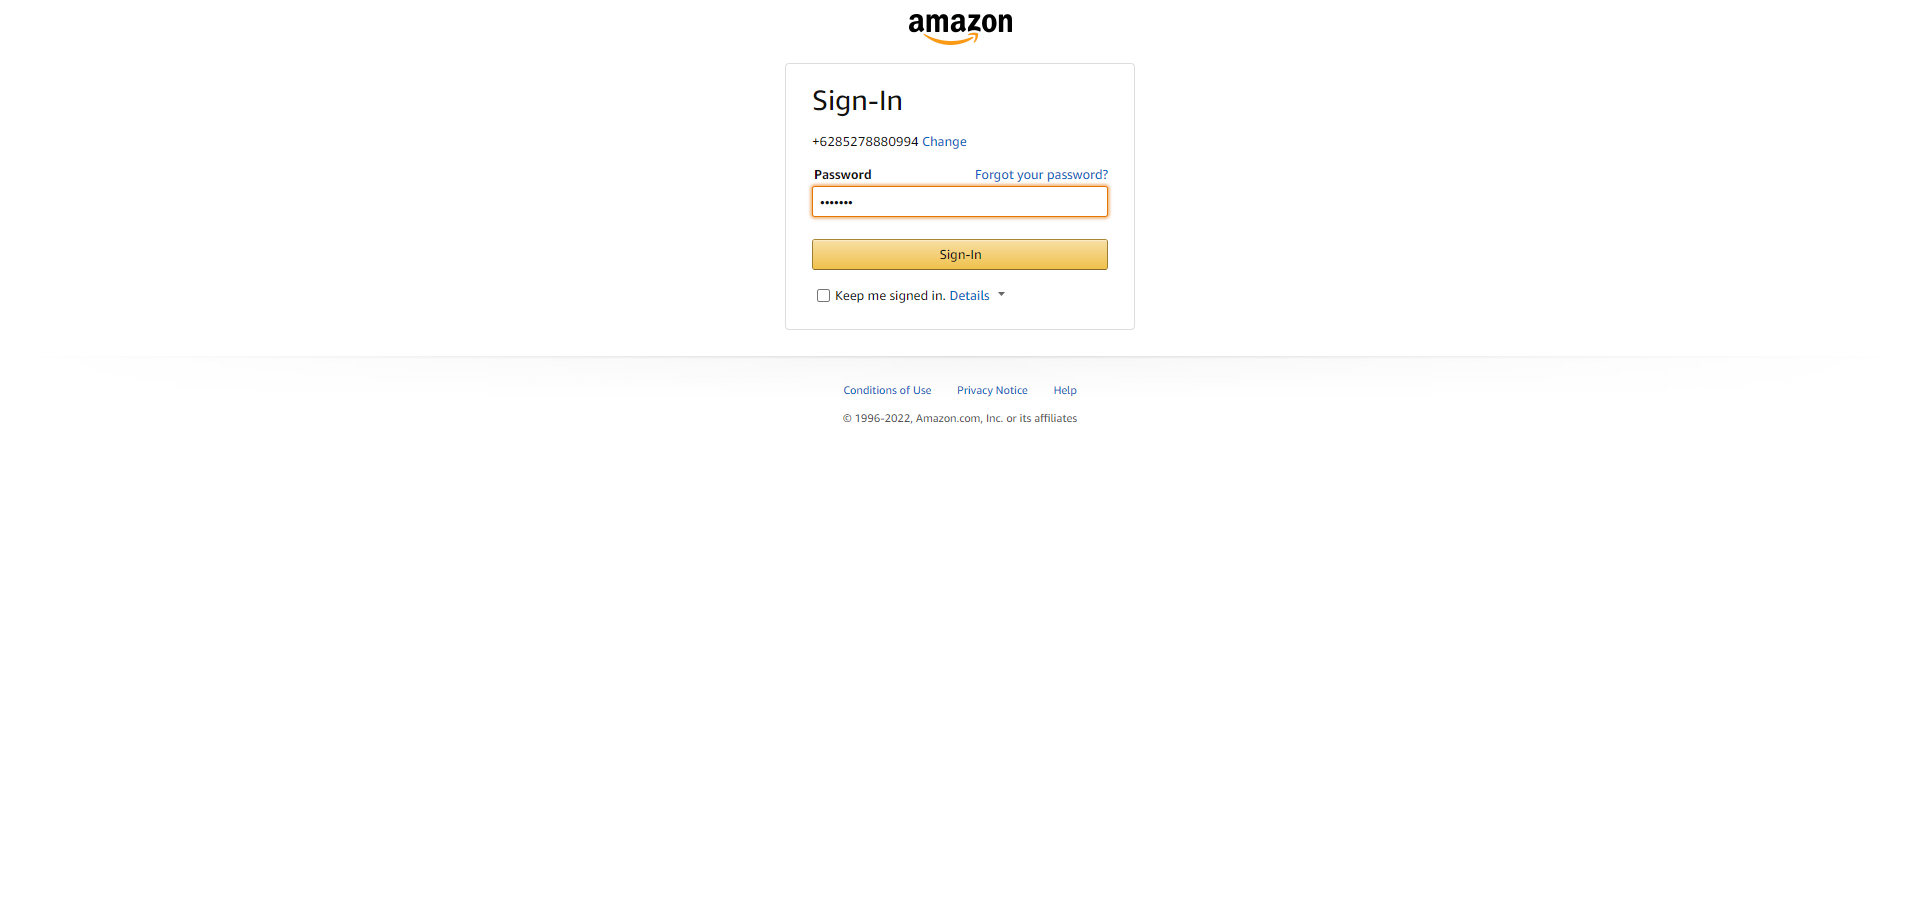 amazon
Sign-In
+6285278880994 Change
Password Forgot your password?
•••••••
Sign-In
Keep me signed in. Details
Conditions of Use Privacy Notice Help
© 1996-2022, Amazon.com, Inc. or its affiliates